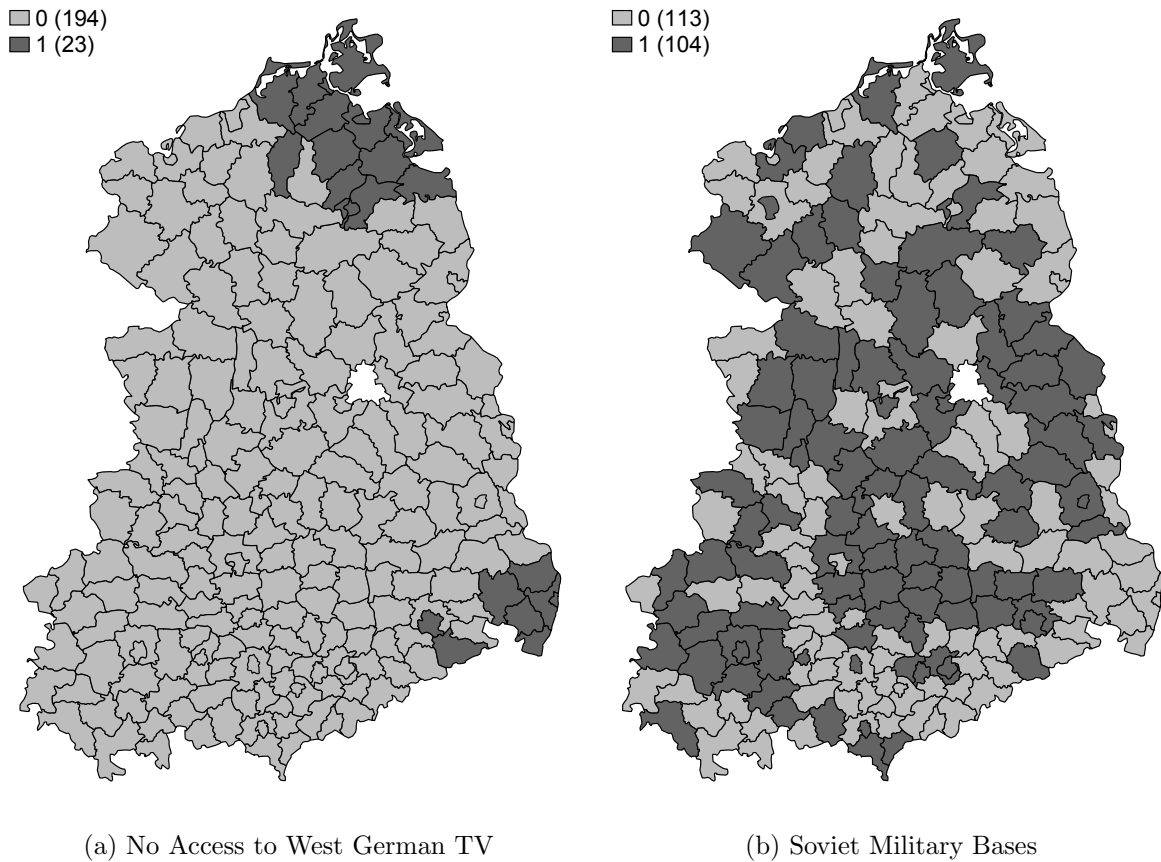 0 (194)
1 (23)
0 (113)
1 (104)
(a) No Access to West German TV
(b) Soviet Military Bases